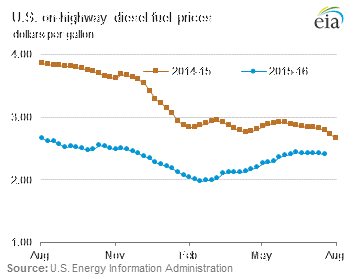 U.S. on-highway diesel fuel prices
dollars per gallon
eia
4.00
2014-15
2015-16
3.00
2.00
1.00
Aug
Nov
Feb
May
Aug
Source: U.S. Energy Information Administration